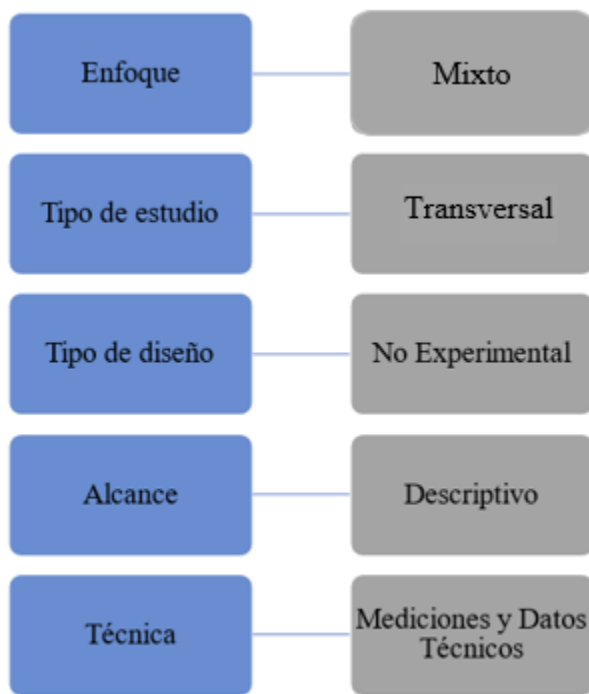 Enfoque
Mixto
Tipo de estudio
Transversal
Tipo de diseño
No Experimental
Alcance
Descriptivo
Técnica
Mediciones y Datos
Técnicos